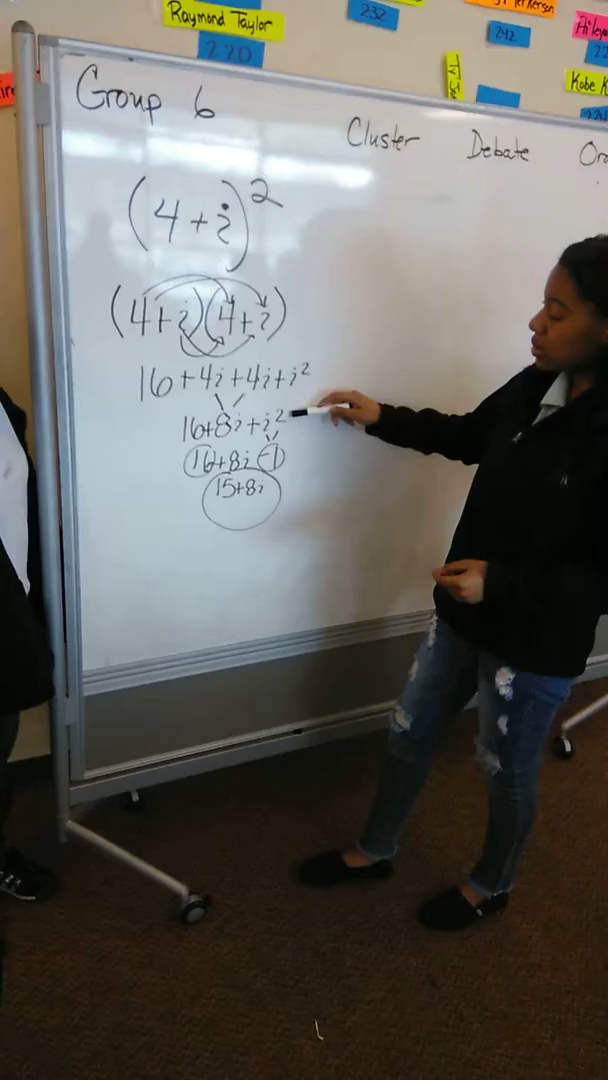 Raymond Taylor
232
242
220
Group 6
Cluster
Debate
(4+i)²
(4+i)(4+i)
16+4i+4i+i²
16+8i+i²
16+8i-1
15+8i